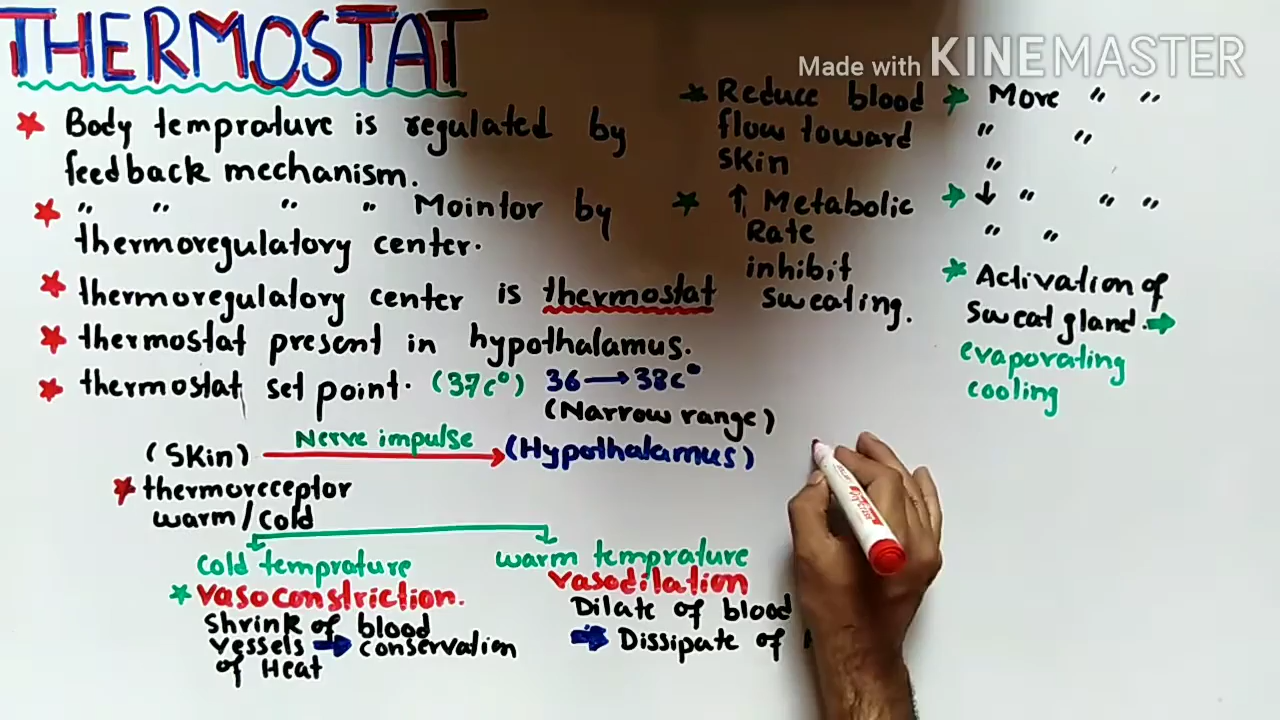 THERMOSTAT
Made with KINEMASTER
Body temprature is regulated by
feedback mechanism.
" " " " Mointor by
thermoregulatory center.
thermoregulatory center is thermostat
thermostat present in hypothalamus.
thermostat set point. (37c°) 36 → 38c°
(Narrow range)
(Skin) Nerve impulse → (Hypothalamus)
thermoreceptor
warm/cold
Cold temprature
vasoconstriction.
Shrink of blood
vessels → conservation
of Heat
warm temprature
vasodilation
Dilate of blood
→ Dissipate of
Reduce blood
flow toward
skin
↑ Metabolic
Rate
inhibit
sweating.
More " "
" "
"
↓ " " "
" "
Activation of
Sweat gland. →
evaporating
cooling